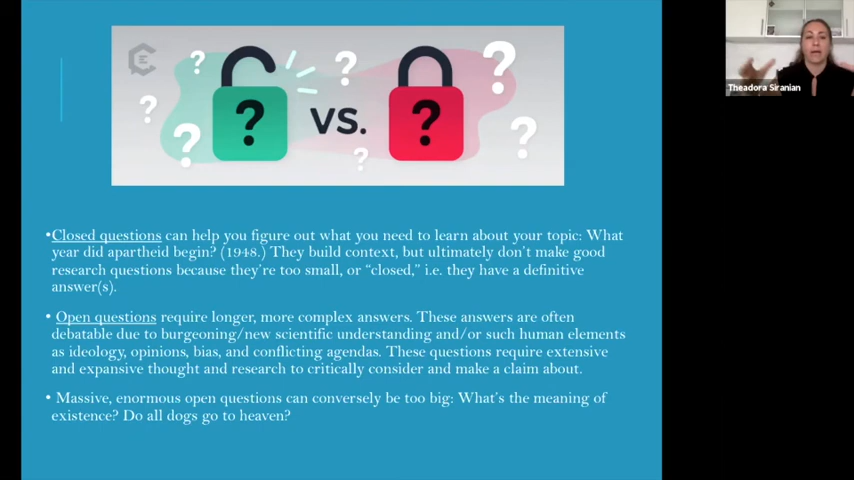 ? VS. ?
Theadora Siranian
•Closed questions can help you figure out what you need to learn about your topic: What
year did apartheid begin? (1948.) They build context, but ultimately don't make good
research questions because they're too small, or "closed," i.e. they have a definitive
answer(s).
• Open questions require longer, more complex answers. These answers are often
debatable due to burgeoning/new scientific understanding and/or such human elements
as ideology, opinions, bias, and conflicting agendas. These questions require extensive
and expansive thought and research to critically consider and make a claim about.
• Massive, enormous open questions can conversely be too big: What's the meaning of
existence? Do all dogs go to heaven?